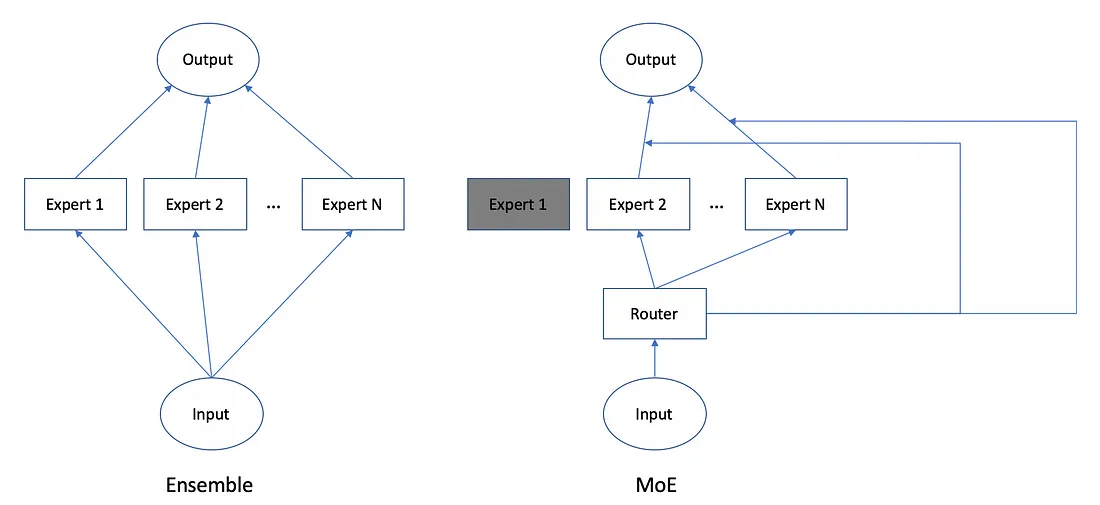 Output
Expert 1
Expert 2
...
Expert N
Input
Ensemble
Output
Expert 1
Expert 2
...
Expert N
Router
Input
MoE